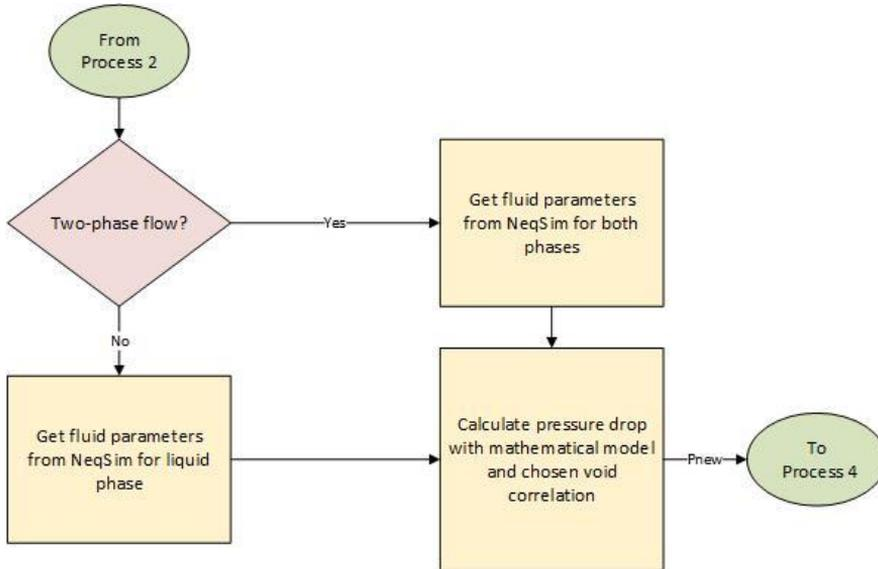 From
Process 2
Two-phase flow?
Yes
Get fluid parameters
from NeqSim for both
phases
No
Get fluid parameters
from NeqSim for liquid
phase
Calculate pressure drop
with mathematical model
and chosen void
correlation
Pnew
To
Process 4